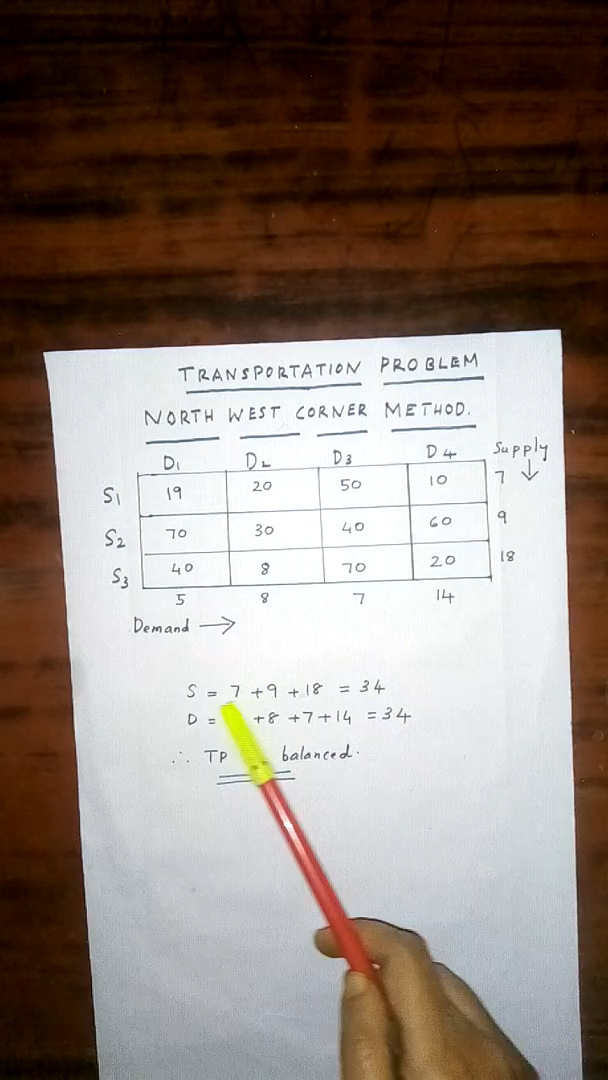 TRANSPORTATION PROBLEM
NORTH WEST CORNER METHOD.
D1 D2 D3 D4 Supply ↓
S1 19 20 50 10 7
S2 70 30 40 60 9
S3 40 8 70 20 18
5 8 7 14
Demand →
S = 7 + 9 + 18 = 34
D = + 8 + 7 + 14 = 34
∴ TP balanced.